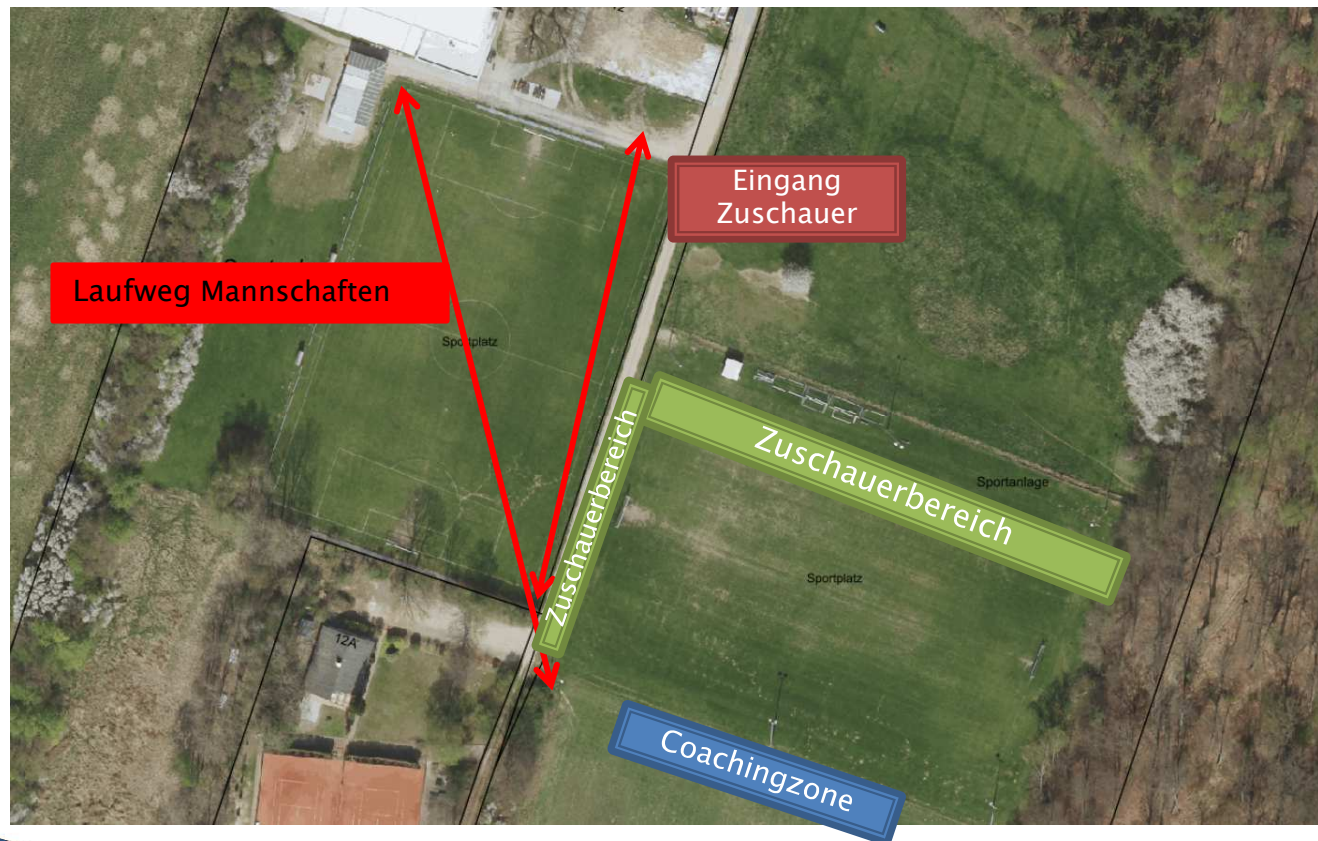 Eingang
Zuschauer
Laufweg Mannschaften
Sportplatz
Zuschauerbereich
Zuschauerbereich
Sportanlage
Sportplatz
12A
Coachingzone